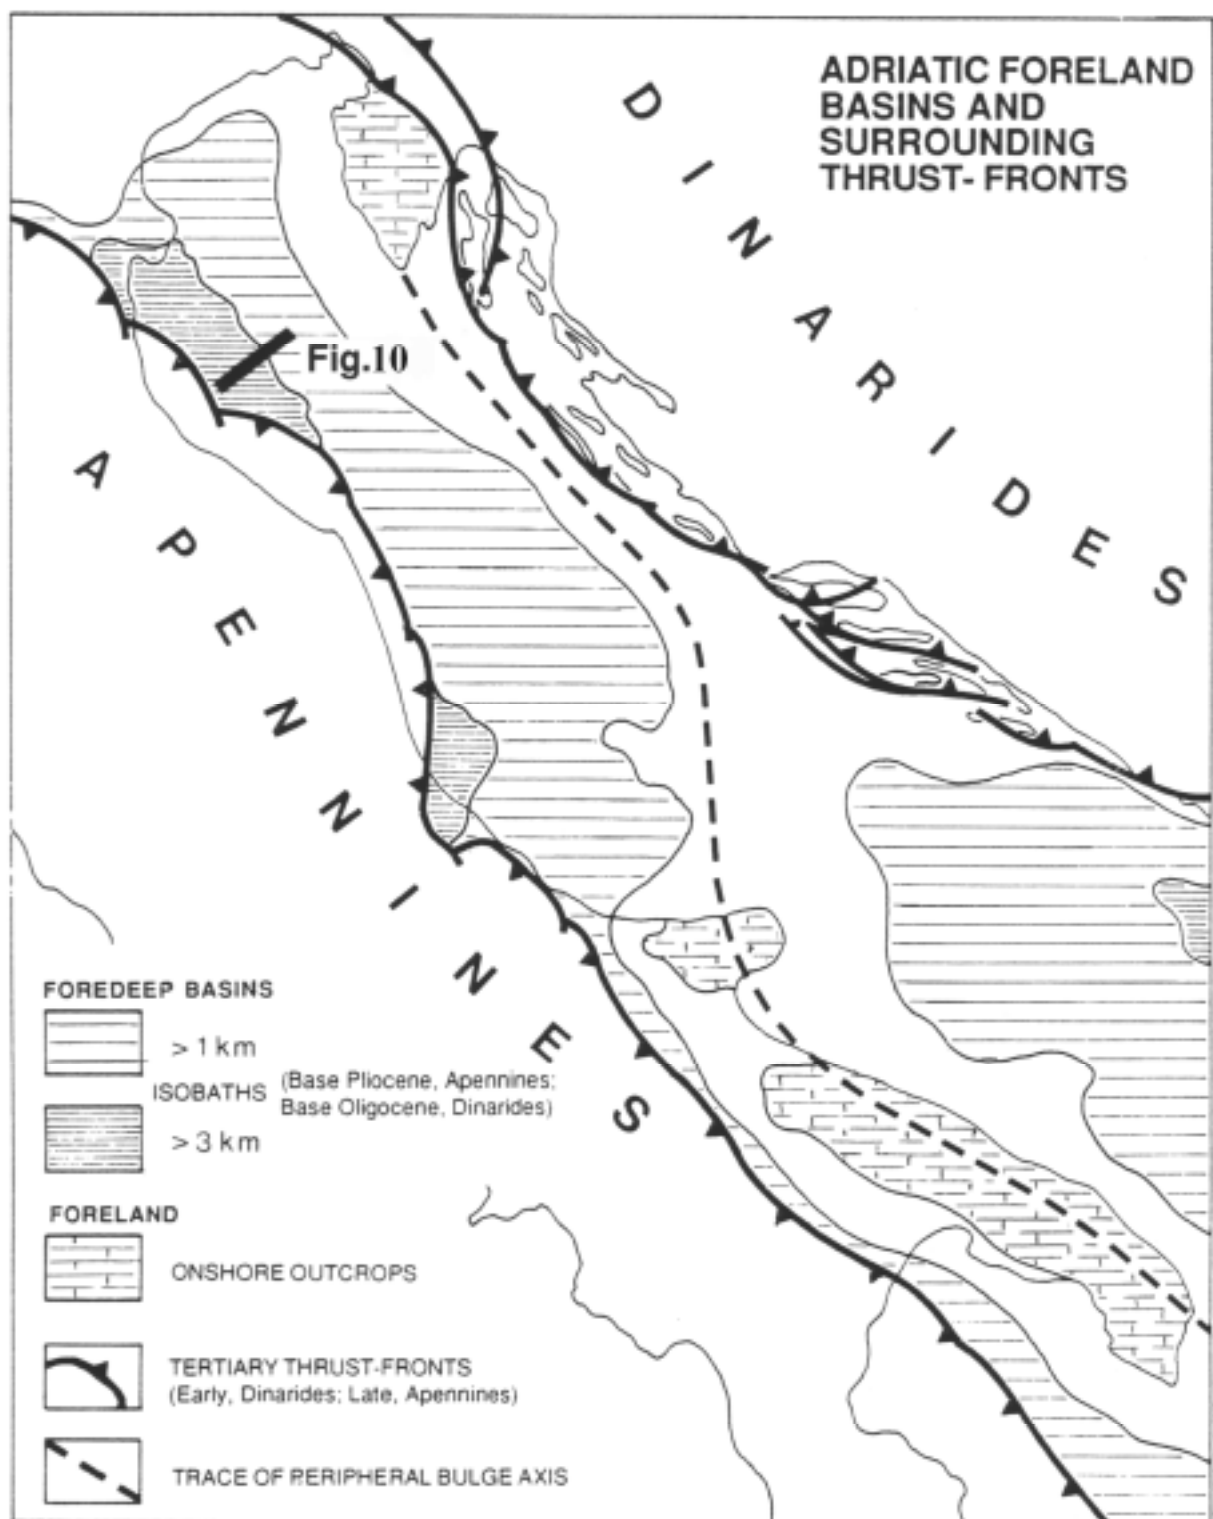 ADRIATIC FORELAND
BASINS AND
SURROUNDING
THRUST- FRONTS
DINARIDES
Fig.10
APENNINES
FOREDEEP BASINS
> 1 km
ISOBATHS (Base Pliocene, Apennines;
Base Oligocene, Dinarides)
> 3 km
FORELAND
ONSHORE OUTCROPS
TERTIARY THRUST-FRONTS
(Early, Dinarides; Late, Apennines)
TRACE OF PERIPHERAL BULGE AXIS